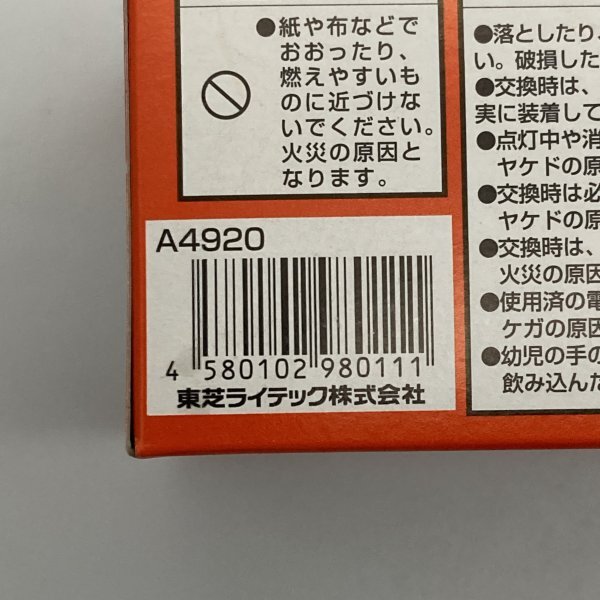 ●紙や布などで
おおったり、
燃えやすいも
のに近づけな
いでください。
火災の原因と
なります。
●落としたり、
い。破損した
●交換時は、
実に装着して
●点灯中や消
ヤケドの原
●交換時は必
ヤケドの原
●交換時は、
火災の原因
●使用済の電
ケガの原因
●幼児の手の
飲み込んだ
A4920
4 580102 980111
東芝ライテック株式会社